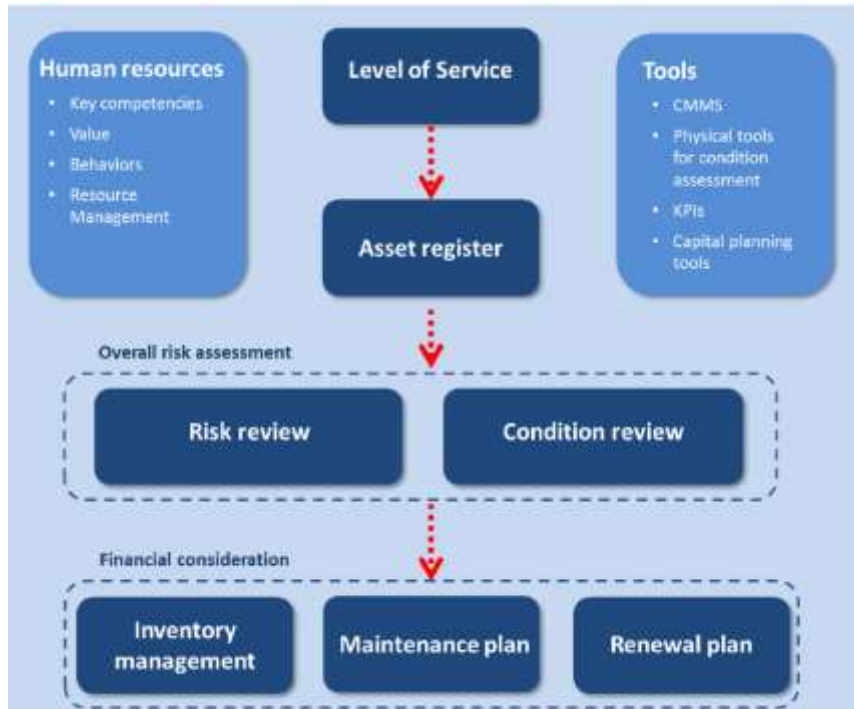 Human resources
• Key competencies
• Value
• Behaviors
• Resource
Management
Level of Service
Tools
• CMMS
• Physical tools
for condition
assessment
• KPIs
• Capital planning
tools
Asset register
Overall risk assessment
Risk review
Condition review
Financial consideration
Inventory
management
Maintenance plan
Renewal plan